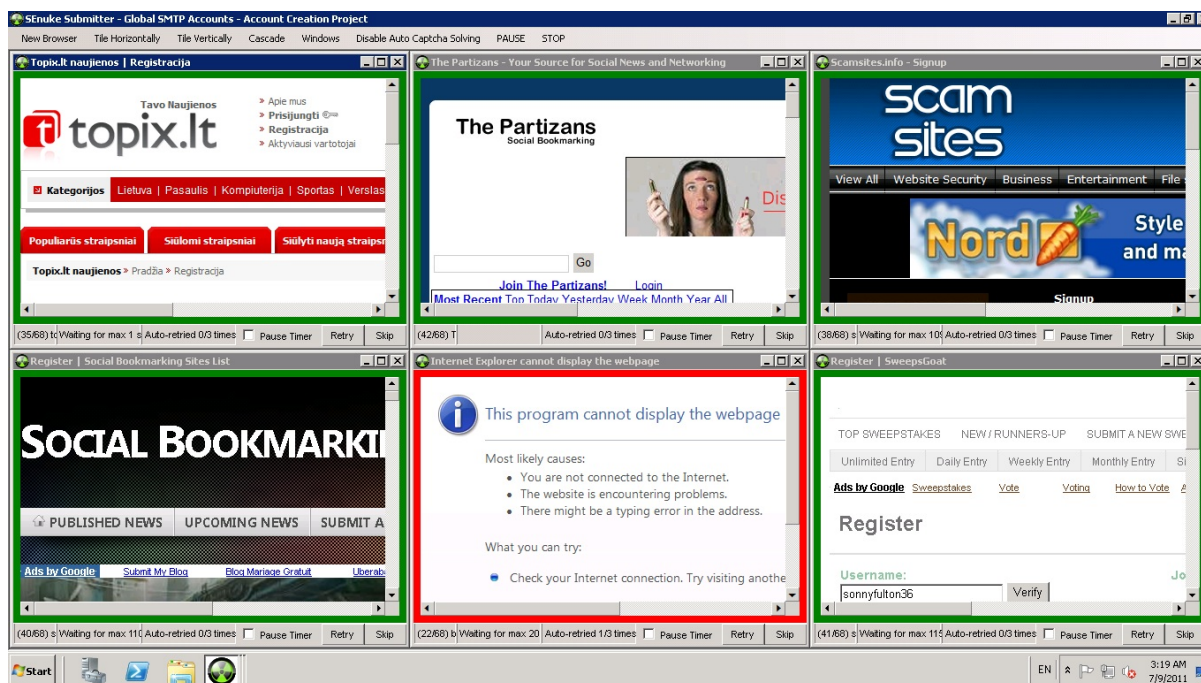 SEnuke Submitter - Global SMTP Accounts - Account Creation Project
New Browser Tile Horizontally Tile Vertically Cascade Windows Disable Auto Captcha Solving PAUSE STOP
Topix.lt naujienos | Registracija
Tavo Naujienos
topix.lt
Apie mus
Prisijungti
Registracija
Aktyviausi vartotojai
Kategorijos Lietuva | Pasaulis | Kompiuterija | Sportas | Verslas
Populiarūs straipsniai Siūlomi straipsniai Siūlyti naują straipsn
Topix.lt naujienos » Pradžia » Registracija
(35/68) to Waiting for max 1 s Auto-retried 0/3 times Pause Timer Retry Skip
The Partizans - Your Source for Social News and Networking
The Partizans
Social Bookmarking
Dis
Go
Join The Partizans! Login
Most Recent Top Today Yesterday Week Month Year All
(42/68) T Auto-retried 0/3 times Pause Timer Retry Skip
Scamsites.info - Signup
scam
sites
View All Website Security Business Entertainment File
Nord Style
and ma
Signup
(38/68) s Waiting for max 109 Auto-retried 0/3 times Pause Timer Retry Skip
Register | Social Bookmarking Sites List
SOCIAL BOOKMARKI
PUBLISHED NEWS UPCOMING NEWS SUBMIT A
Ads by Google Submit My Blog Blog Mariage Gratuit Uberab
(40/68) s Waiting for max 110 Auto-retried 0/3 times Pause Timer Retry Skip
Internet Explorer cannot display the webpage
This program cannot display the webpage
Most likely causes:
You are not connected to the Internet.
The website is encountering problems.
There might be a typing error in the address.
What you can try:
Check your Internet connection. Try visiting anothe
(22/68) b Waiting for max 20 Auto-retried 1/3 times Pause Timer Retry Skip
Register | SweepsGoat
TOP SWEEPSTAKES NEW / RUNNERS-UP SUBMIT A NEW SWE
Unlimited Entry Daily Entry Weekly Entry Monthly Entry Si
Ads by Google Sweepstakes Vote Voting How to Vote A
Register
Username: Jo
sonnyfulton36 Verify
(41/68) s Waiting for max 115 Auto-retried 0/3 times Pause Timer Retry Skip
Start EN 3:19 AM
7/9/2011